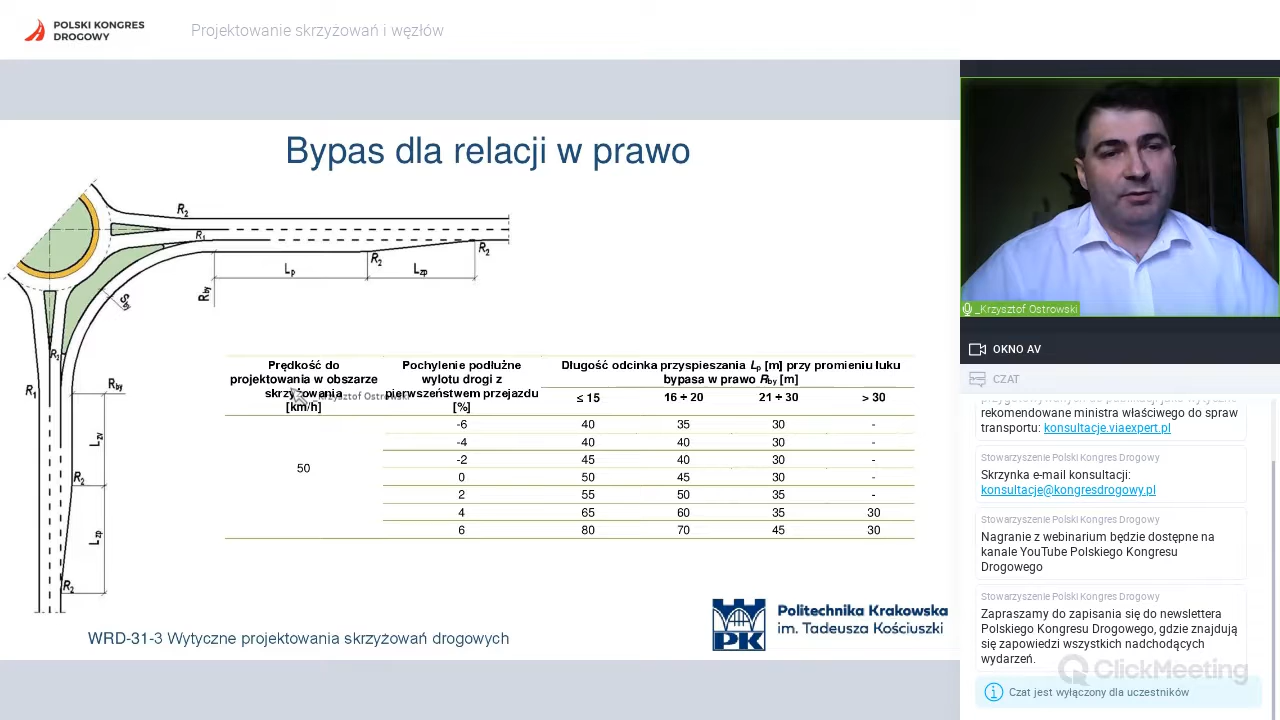 POLSKI KONGRES
DROGOWY
Projektowanie skrzyżowań i węzłów
Bypas dla relacji w prawo
R2
R1
R2
R2
Lp
Lzp
Rby
Sby
R2
R1
Rby
Lzv
R2
Lzp
R2
Prędkość do
projektowania w obszarze
skrzyżowania
[km/h]
Pochylenie podłużne
wylotu drogi z
pierwszeństwem przejazdu
[%]
Długość odcinka przyspieszania Lp [m] przy promieniu łuku
bypasa w prawo Rby [m]
≤ 15 16 ÷ 20 21 ÷ 30 > 30
50
-6 40 35 30 -
-4 40 40 30 -
-2 45 40 30 -
0 50 45 30 -
2 55 50 35 -
4 65 60 35 30
6 80 70 45 30
WRD-31-3 Wytyczne projektowania skrzyżowań drogowych
PK
Politechnika Krakowska
im. Tadeusza Kościuszki
_Krzysztof Ostrowski
OKNO AV
CZAT
rekomendowane ministra właściwego do spraw
transportu: konsultacje.viaexpert.pl
Stowarzyszenie Polski Kongres Drogowy
Skrzynka e-mail konsultacji:
konsultacje@kongresdrogowy.pl
Stowarzyszenie Polski Kongres Drogowy
Nagranie z webinarium będzie dostępne na
kanale YouTube Polskiego Kongresu
Drogowego
Stowarzyszenie Polski Kongres Drogowy
Zapraszamy do zapisania się do newslettera
Polskiego Kongresu Drogowego, gdzie znajdują
się zapowiedzi wszystkich nadchodzących
wydarzeń.
ClickMeeting
Czat jest wyłączony dla uczestników